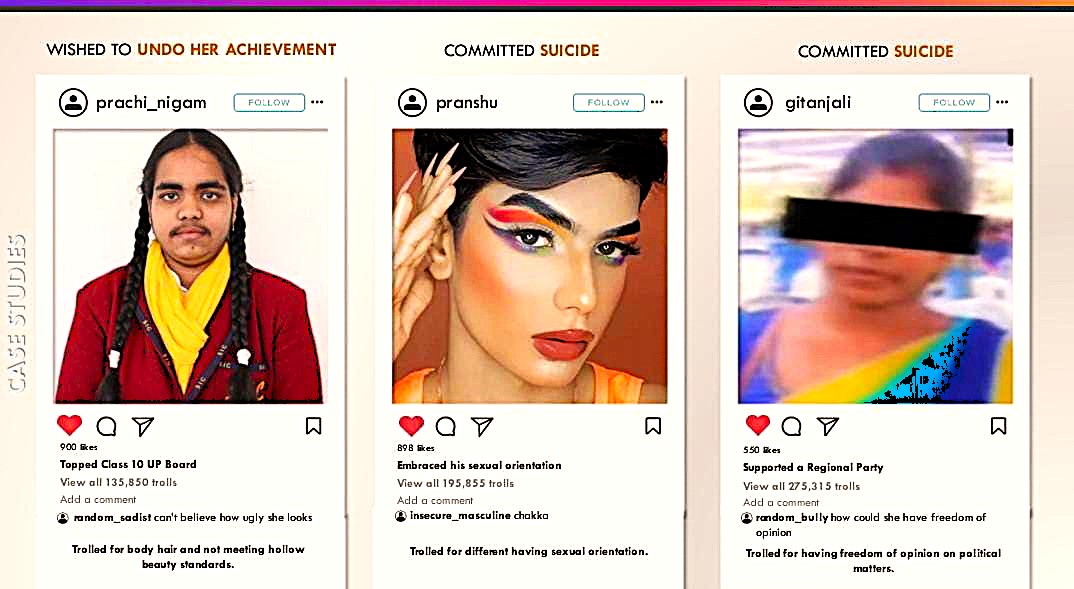 CASE STUDIES
WISHED TO UNDO HER ACHIEVEMENT
prachi_nigam FOLLOW
900 likes
Topped Class 10 UP Board
View all 135,850 trolls
Add a comment
random_sadist can't believe how ugly she looks
Trolled for body hair and not meeting hollow
beauty standards.
COMMITTED SUICIDE
pranshu FOLLOW
898 likes
Embraced his sexual orientation
View all 195,855 trolls
Add a comment
insecure_masculine chakka
Trolled for different having sexual orientation.
COMMITTED SUICIDE
gitanjali FOLLOW
550 likes
Supported a Regional Party
View all 275,315 trolls
Add a comment
random_bully how could she have freedom of
opinion
Trolled for having freedom of opinion on political
matters.